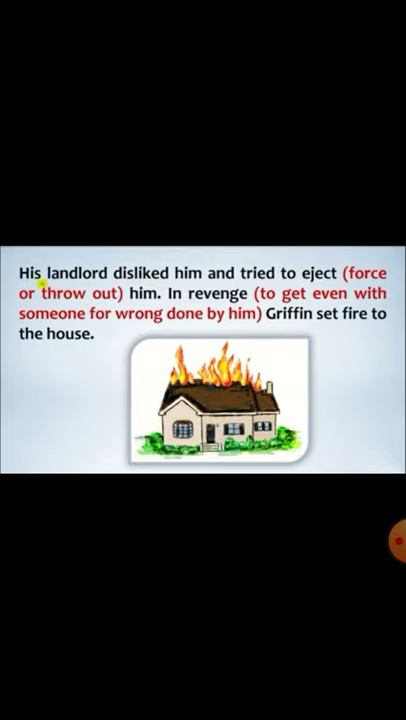 His landlord disliked him and tried to eject (force
or throw out) him. In revenge (to get even with
someone for wrong done by him) Griffin set fire to
the house.